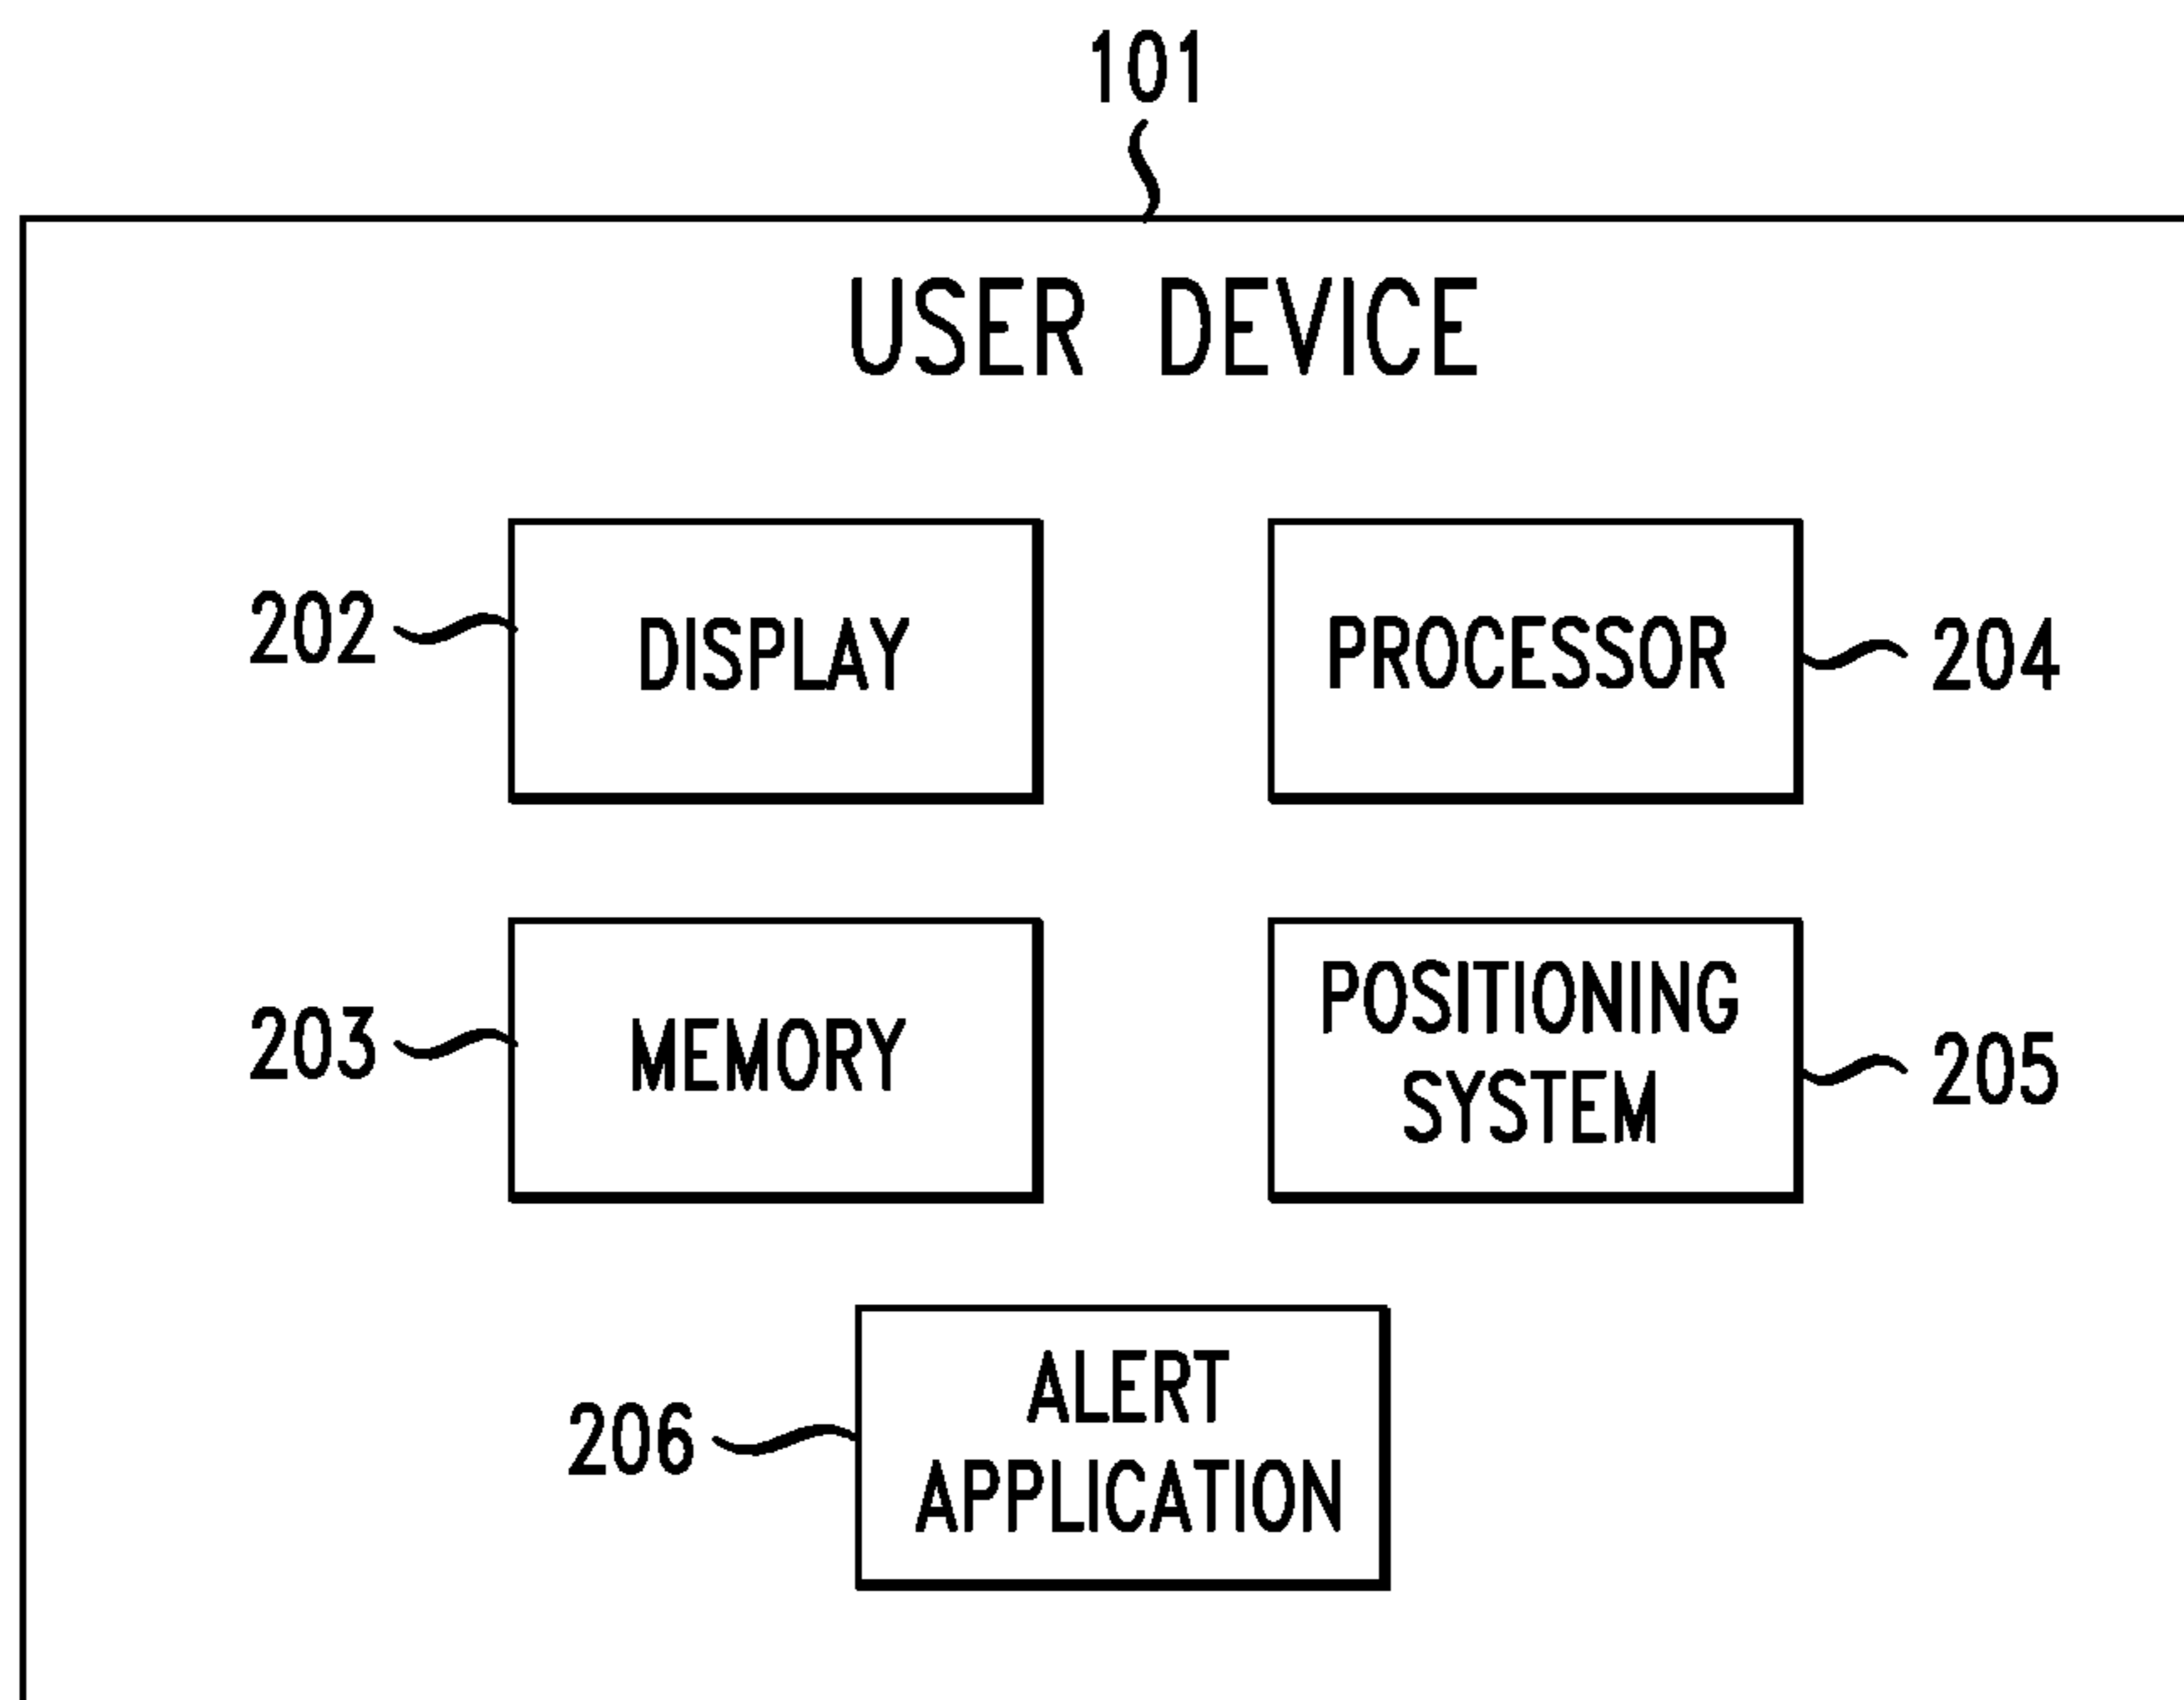 101
USER DEVICE
202
DISPLAY
PROCESSOR
204
203
MEMORY
POSITIONING
SYSTEM
205
206
ALERT
APPLICATION